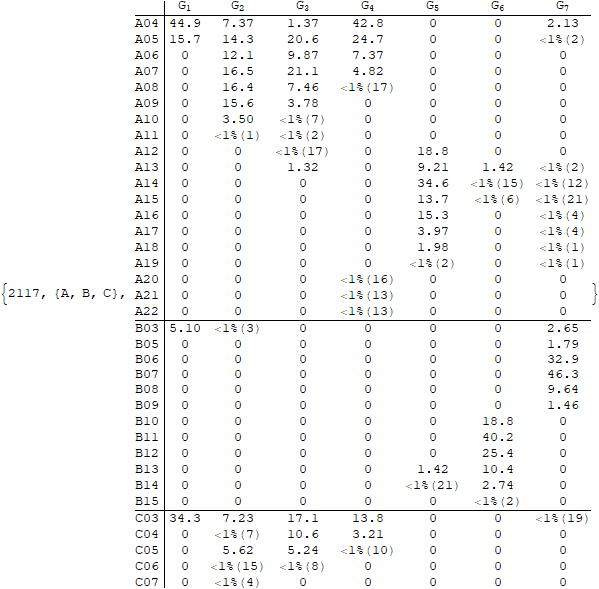 G1 G2 G3 G4 G5 G6 G7
A04 44.9 7.37 1.37 42.8 0 0 2.13
A05 15.7 14.3 20.6 24.7 0 0 <1%(2)
A06 0 12.1 9.87 7.37 0 0 0
A07 0 16.5 21.1 4.82 0 0 0
A08 0 16.4 7.46 <1%(17) 0 0 0
A09 0 15.6 3.78 0 0 0 0
A10 0 3.50 <1%(7) 0 0 0 0
A11 0 <1%(1) <1%(2) 0 0 0 0
A12 0 0 <1%(17) 0 18.8 0 0
A13 0 0 1.32 0 9.21 1.42 <1%(2)
A14 0 0 0 0 34.6 <1%(15) <1%(12)
A15 0 0 0 0 13.7 <1%(6) <1%(21)
A16 0 0 0 0 15.3 0 <1%(4)
A17 0 0 0 0 3.97 0 <1%(4)
A18 0 0 0 0 1.98 0 <1%(1)
A19 0 0 0 0 <1%(2) 0 <1%(1)
A20 0 0 0 <1%(16) 0 0 0
{2117, {A, B, C}, A21 0 0 0 <1%(13) 0 0 0 }
A22 0 0 0 <1%(13) 0 0 0
B03 5.10 <1%(3) 0 0 0 0 2.65
B05 0 0 0 0 0 0 1.79
B06 0 0 0 0 0 0 32.9
B07 0 0 0 0 0 0 46.3
B08 0 0 0 0 0 0 9.64
B09 0 0 0 0 0 0 1.46
B10 0 0 0 0 0 18.8 0
B11 0 0 0 0 0 40.2 0
B12 0 0 0 0 0 25.4 0
B13 0 0 0 0 1.42 10.4 0
B14 0 0 0 0 <1%(21) 2.74 0
B15 0 0 0 0 0 <1%(2) 0
C03 34.3 7.23 17.1 13.8 0 0 <1%(19)
C04 0 <1%(7) 10.6 3.21 0 0 0
C05 0 5.62 5.24 <1%(10) 0 0 0
C06 0 <1%(15) <1%(8) 0 0 0 0
C07 0 <1%(4) 0 0 0 0 0